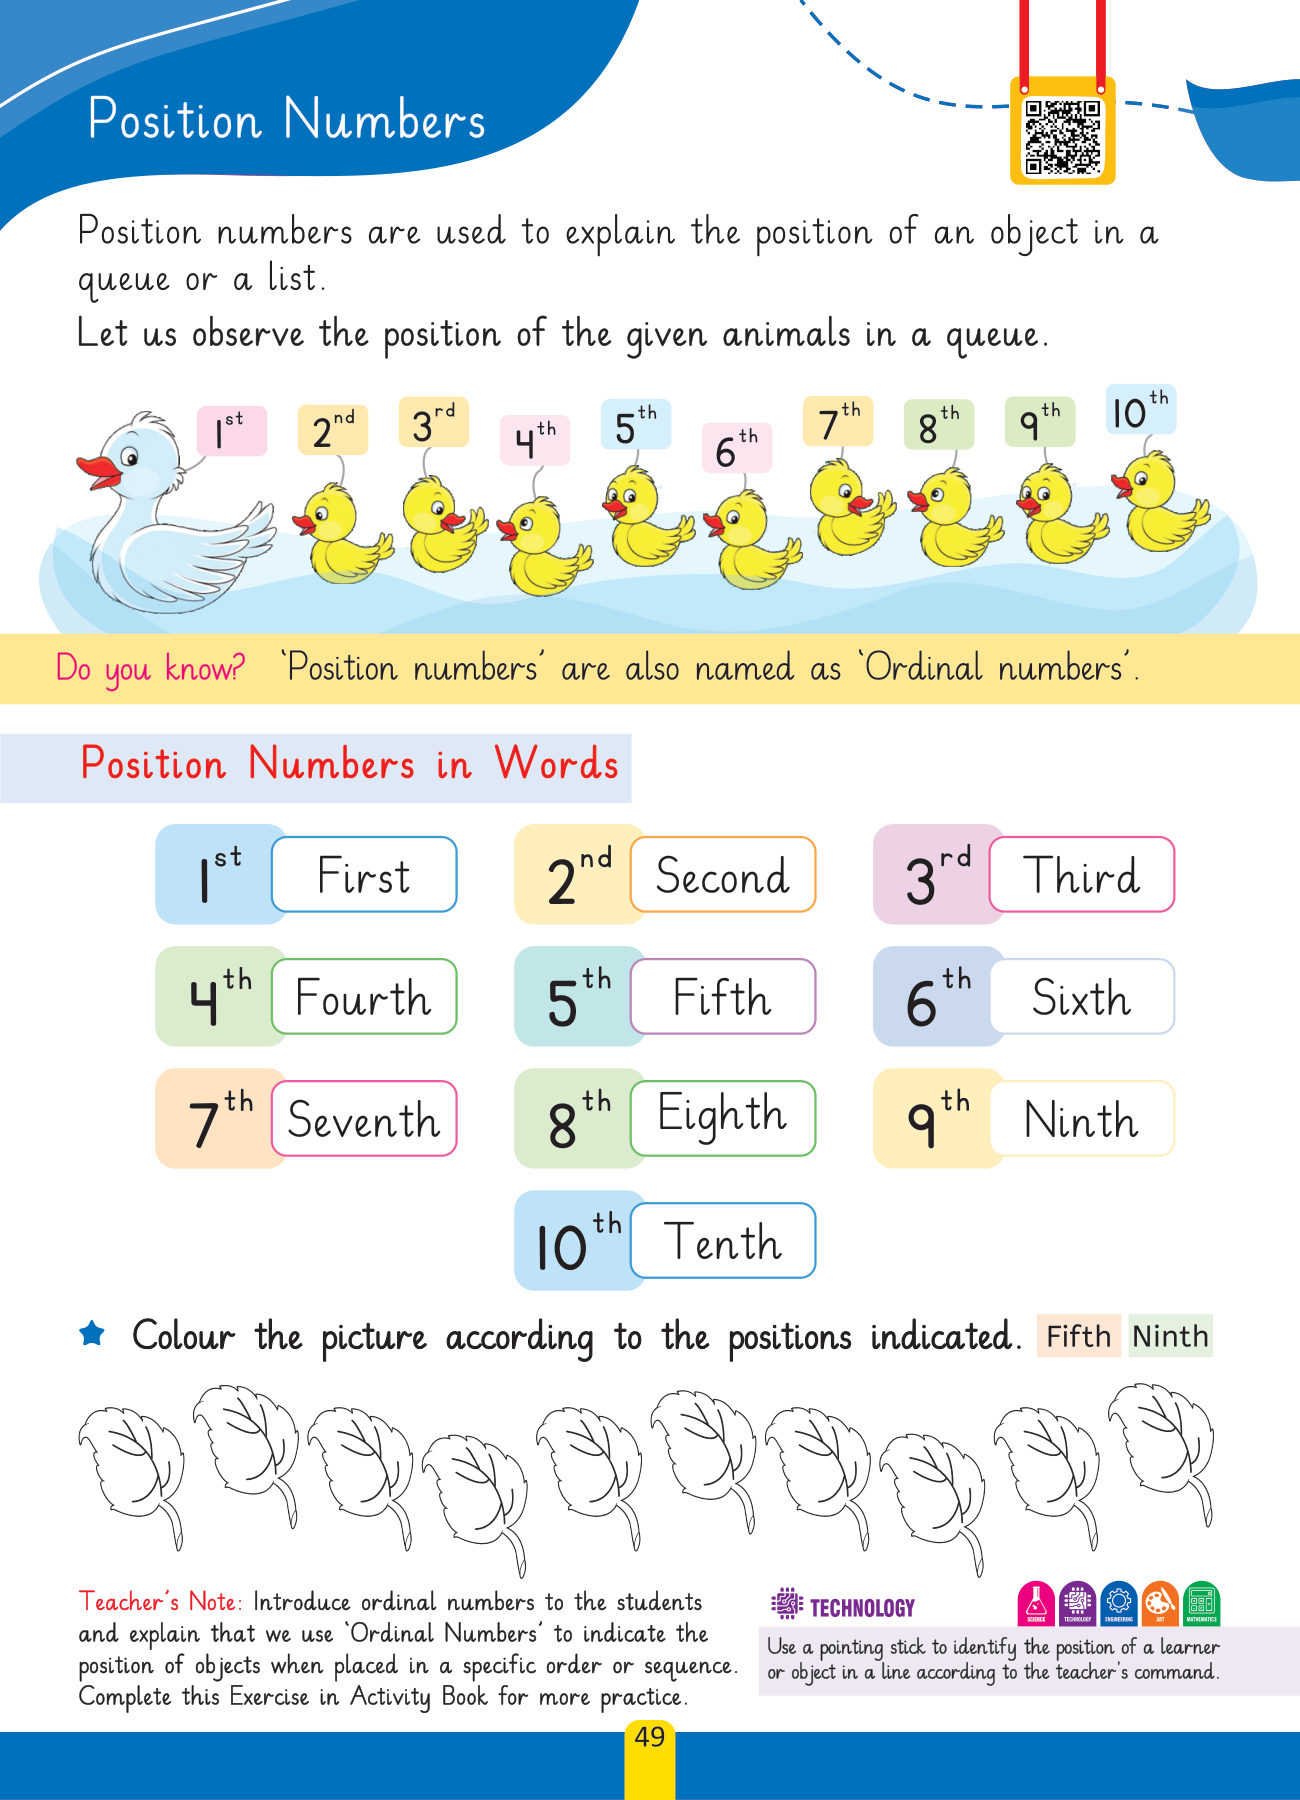 Position Numbers
Position numbers are used to explain the position of an object in a
queue or a list.
Let us observe the position of the given animals in a queue.
1st 2nd 3rd 4th 5th 6th 7th 8th 9th 10th
Do you know? ‘Position numbers’ are also named as ‘Ordinal numbers’.
Position Numbers in Words
1st First 2nd Second 3rd Third
4th Fourth 5th Fifth 6th Sixth
7th Seventh 8th Eighth 9th Ninth
10th Tenth
Colour the picture according to the positions indicated. Fifth Ninth
Teacher's Note: Introduce ordinal numbers to the students
and explain that we use ‘Ordinal Numbers’ to indicate the
position of objects when placed in a specific order or sequence.
Complete this Exercise in Activity Book for more practice.
TECHNOLOGY
SCIENCE TECHNOLOGY ENGINEERING ART MATHEMATICS
Use a pointing stick to identify the position of a learner
or object in a line according to the teacher's command.
49